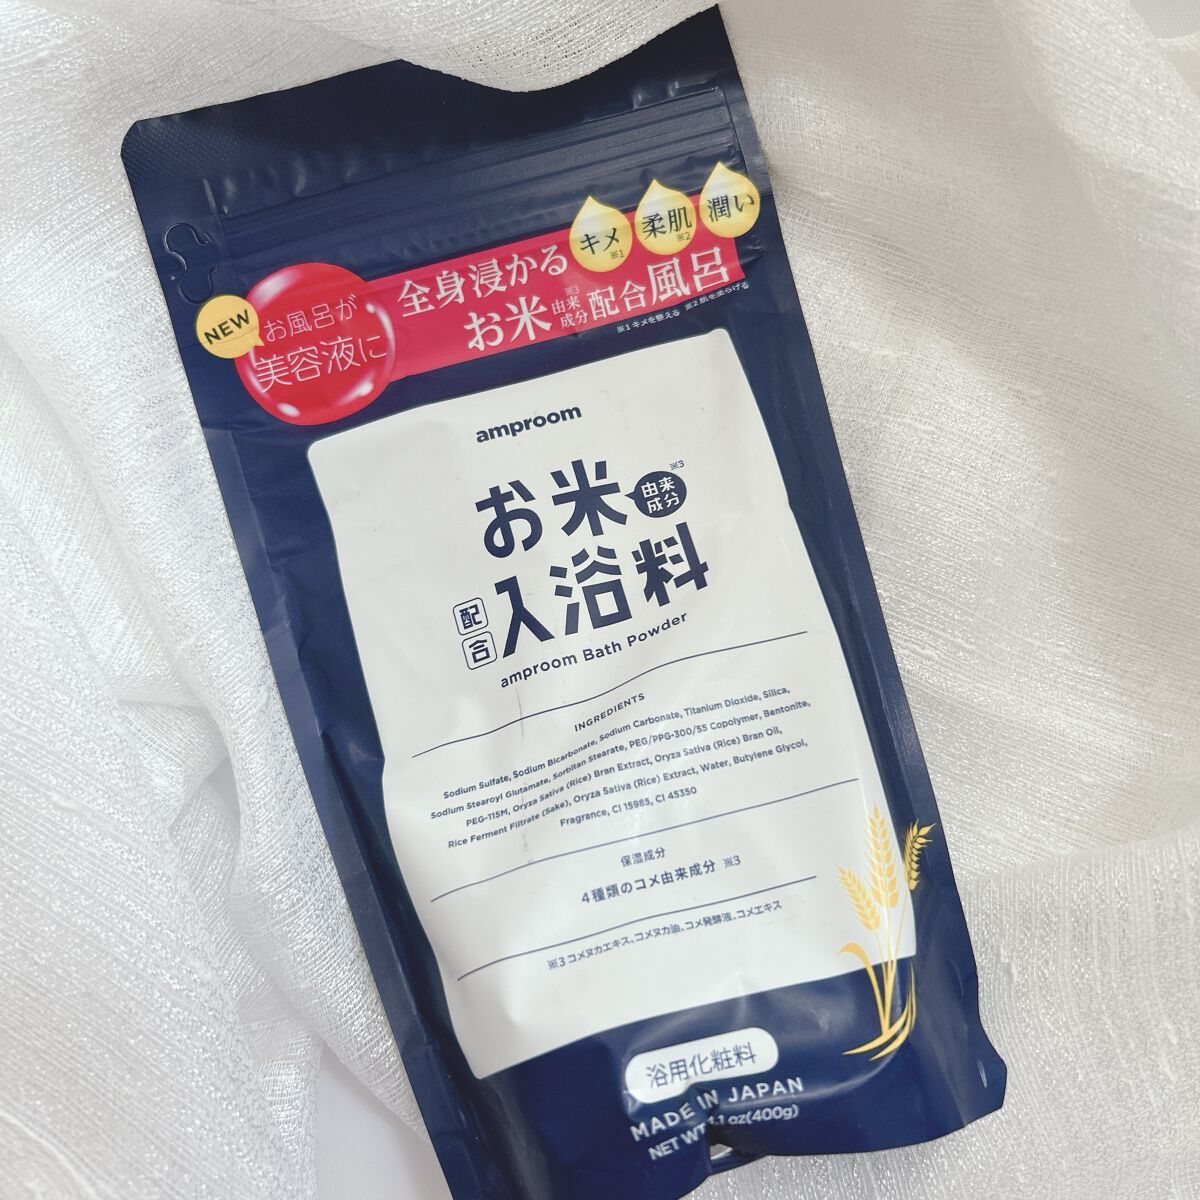 キメ※1 柔肌※2 潤い
全身浸かる
お米※3由来成分配合風呂
NEW
お風呂が
美容液に
※1 キメを整える ※2 肌を柔らげる
amproom
お米由来成分※3
配合入浴料
amproom Bath Powder
INGREDIENTS
Sodium Sulfate, Sodium Bicarbonate, Sodium Carbonate, Titanium Dioxide, Silica,
Sodium Stearoyl Glutamate, Sorbitan Stearate, PEG/PPG-300/55 Copolymer, Bentonite,
PEG-115M, Oryza Sativa (Rice) Bran Extract, Oryza Sativa (Rice) Bran Oil,
Rice Ferment Filtrate (Sake), Oryza Sativa (Rice) Extract, Water, Butylene Glycol,
Fragrance, CI 15985, CI 45350
保湿成分
4種類のコメ由来成分 ※3
※3 コメヌカエキス、コメヌカ油、コメ発酵液、コメエキス
浴用化粧料
MADE IN JAPAN
NET WT 1.1 oz(400g)